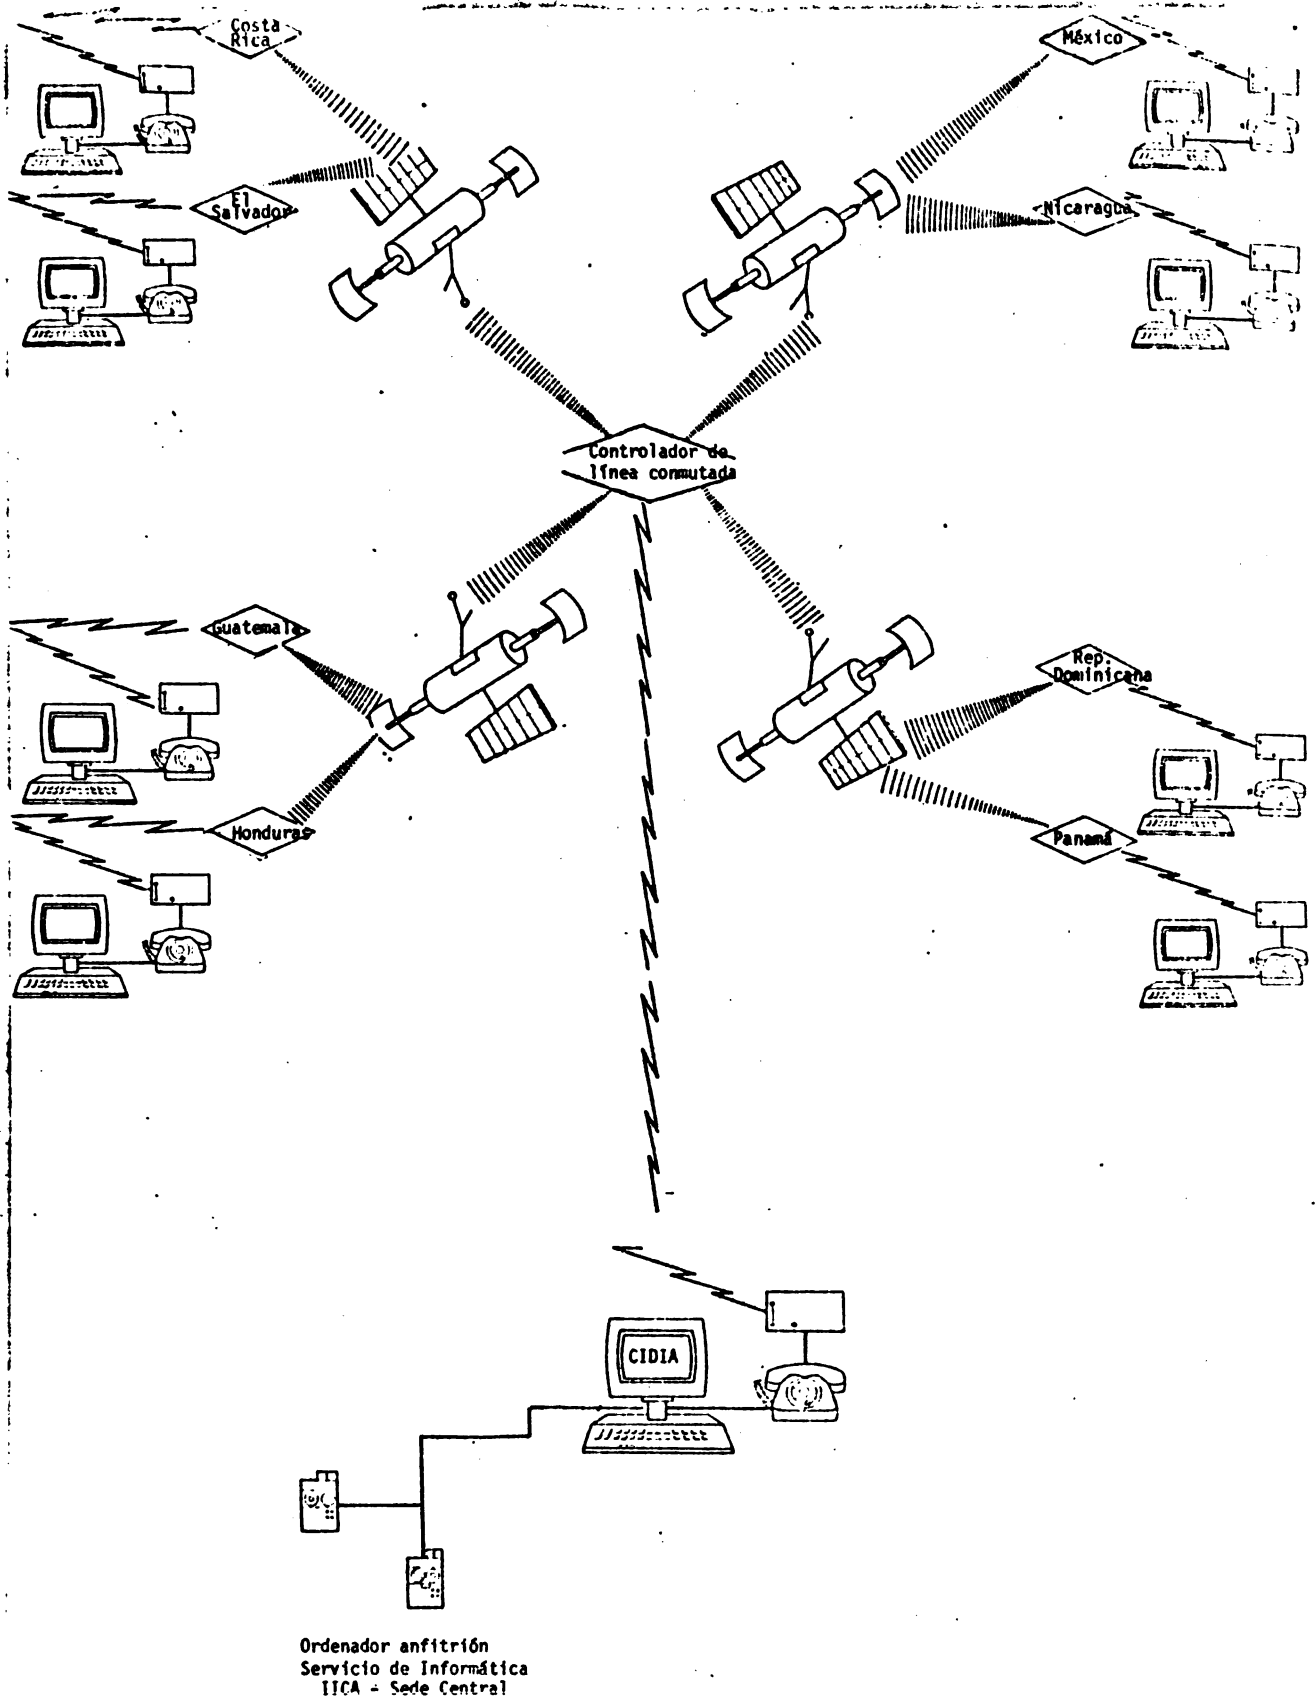 Costa
Rica
México
El
Salvador
Nicaragua
Controlador de
línea conmutada
Guatemala
Rep.
Dominicana
Honduras
Panamá
CIDIA
Ordenador anfitrión
Servicio de Informática
IICA - Sede Central